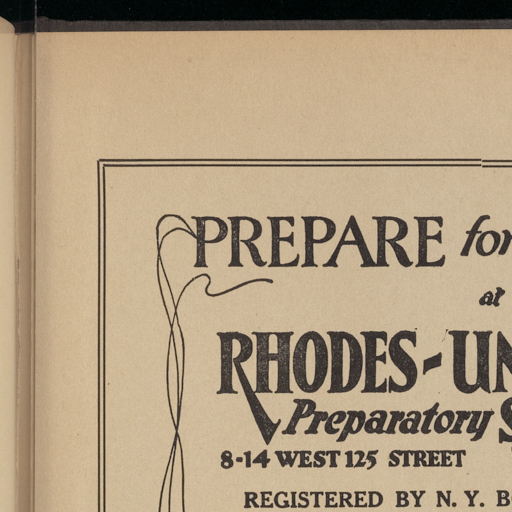 PREPARE for
at
RHODES-UN
Preparatory S
8-14 WEST 125 STREET
REGISTERED BY N. Y. B